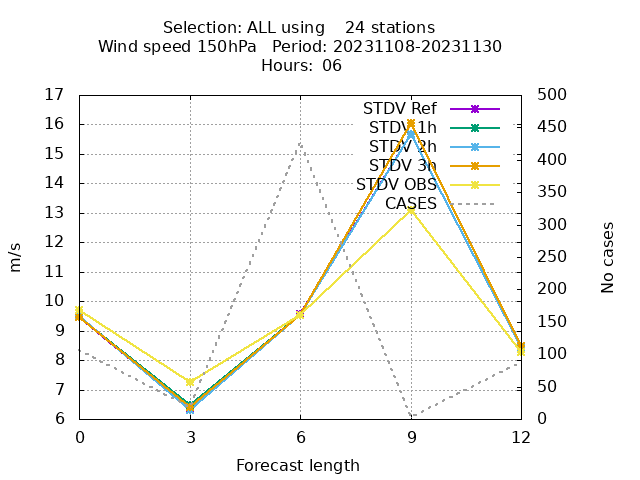 Selection: ALL using    24 stations
Wind speed 150hPa   Period: 20231108-20231130
Hours: 06
17
16
15
14
13
12
11
10
9
8
7
6
m/s
500
450
400
350
300
250
200
150
100
50
0
No cases
STDV Ref
STDV 1h
STDV 2h
STDV 3h
STDV OBS
CASES
0 3 6 9 12
Forecast length